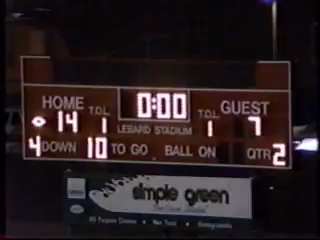 HOME T.O.L. 0:00 T.O.L. GUEST
14 1 LEBARD STADIUM 1 7
4 DOWN 10 TO GO BALL ON QTR 2
simple green
All Purpose Cleaner • Non Toxic • Biodegradable